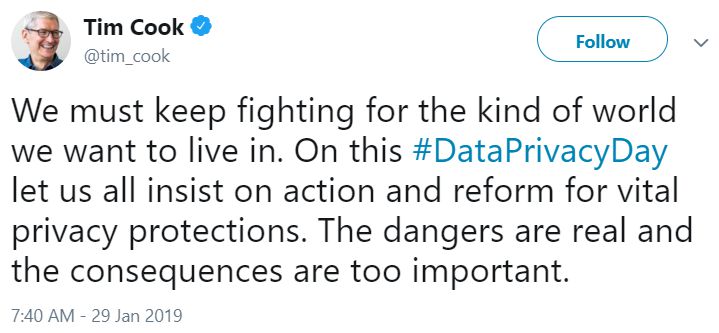 Tim Cook
@tim_cook
Follow
We must keep fighting for the kind of world
we want to live in. On this #DataPrivacyDay
let us all insist on action and reform for vital
privacy protections. The dangers are real and
the consequences are too important.
7:40 AM - 29 Jan 2019